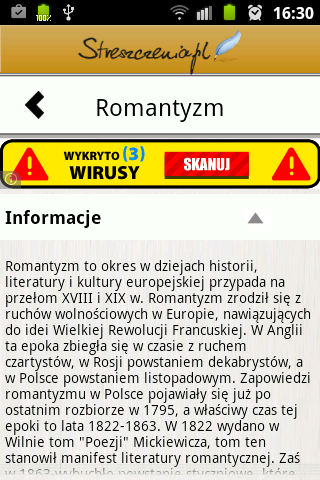 100%
16:30
Streszczenia.pl
Romantyzm
WYKRYTO (3)
WIRUSY
SKANUJ
Informacje
Romantyzm to okres w dziejach historii,
literatury i kultury europejskiej przypada na
przełom XVIII i XIX w. Romantyzm zrodził się z
ruchów wolnościowych w Europie, nawiązujących
do idei Wielkiej Rewolucji Francuskiej. W Anglii
ta epoka zbiegła się w czasie z ruchem
czartystów, w Rosji powstaniem dekabrystów, a
w Polsce powstaniem listopadowym. Zapowiedzi
romantyzmu w Polsce pojawiały się już po
ostatnim rozbiorze w 1795, a właściwy czas tej
epoki to lata 1822-1863. W 1822 wydano w
Wilnie tom "Poezji" Mickiewicza, tom ten
stanowił manifest literatury romantycznej. Zaś
w 1863 wybuchło powstanie styczniowe, które